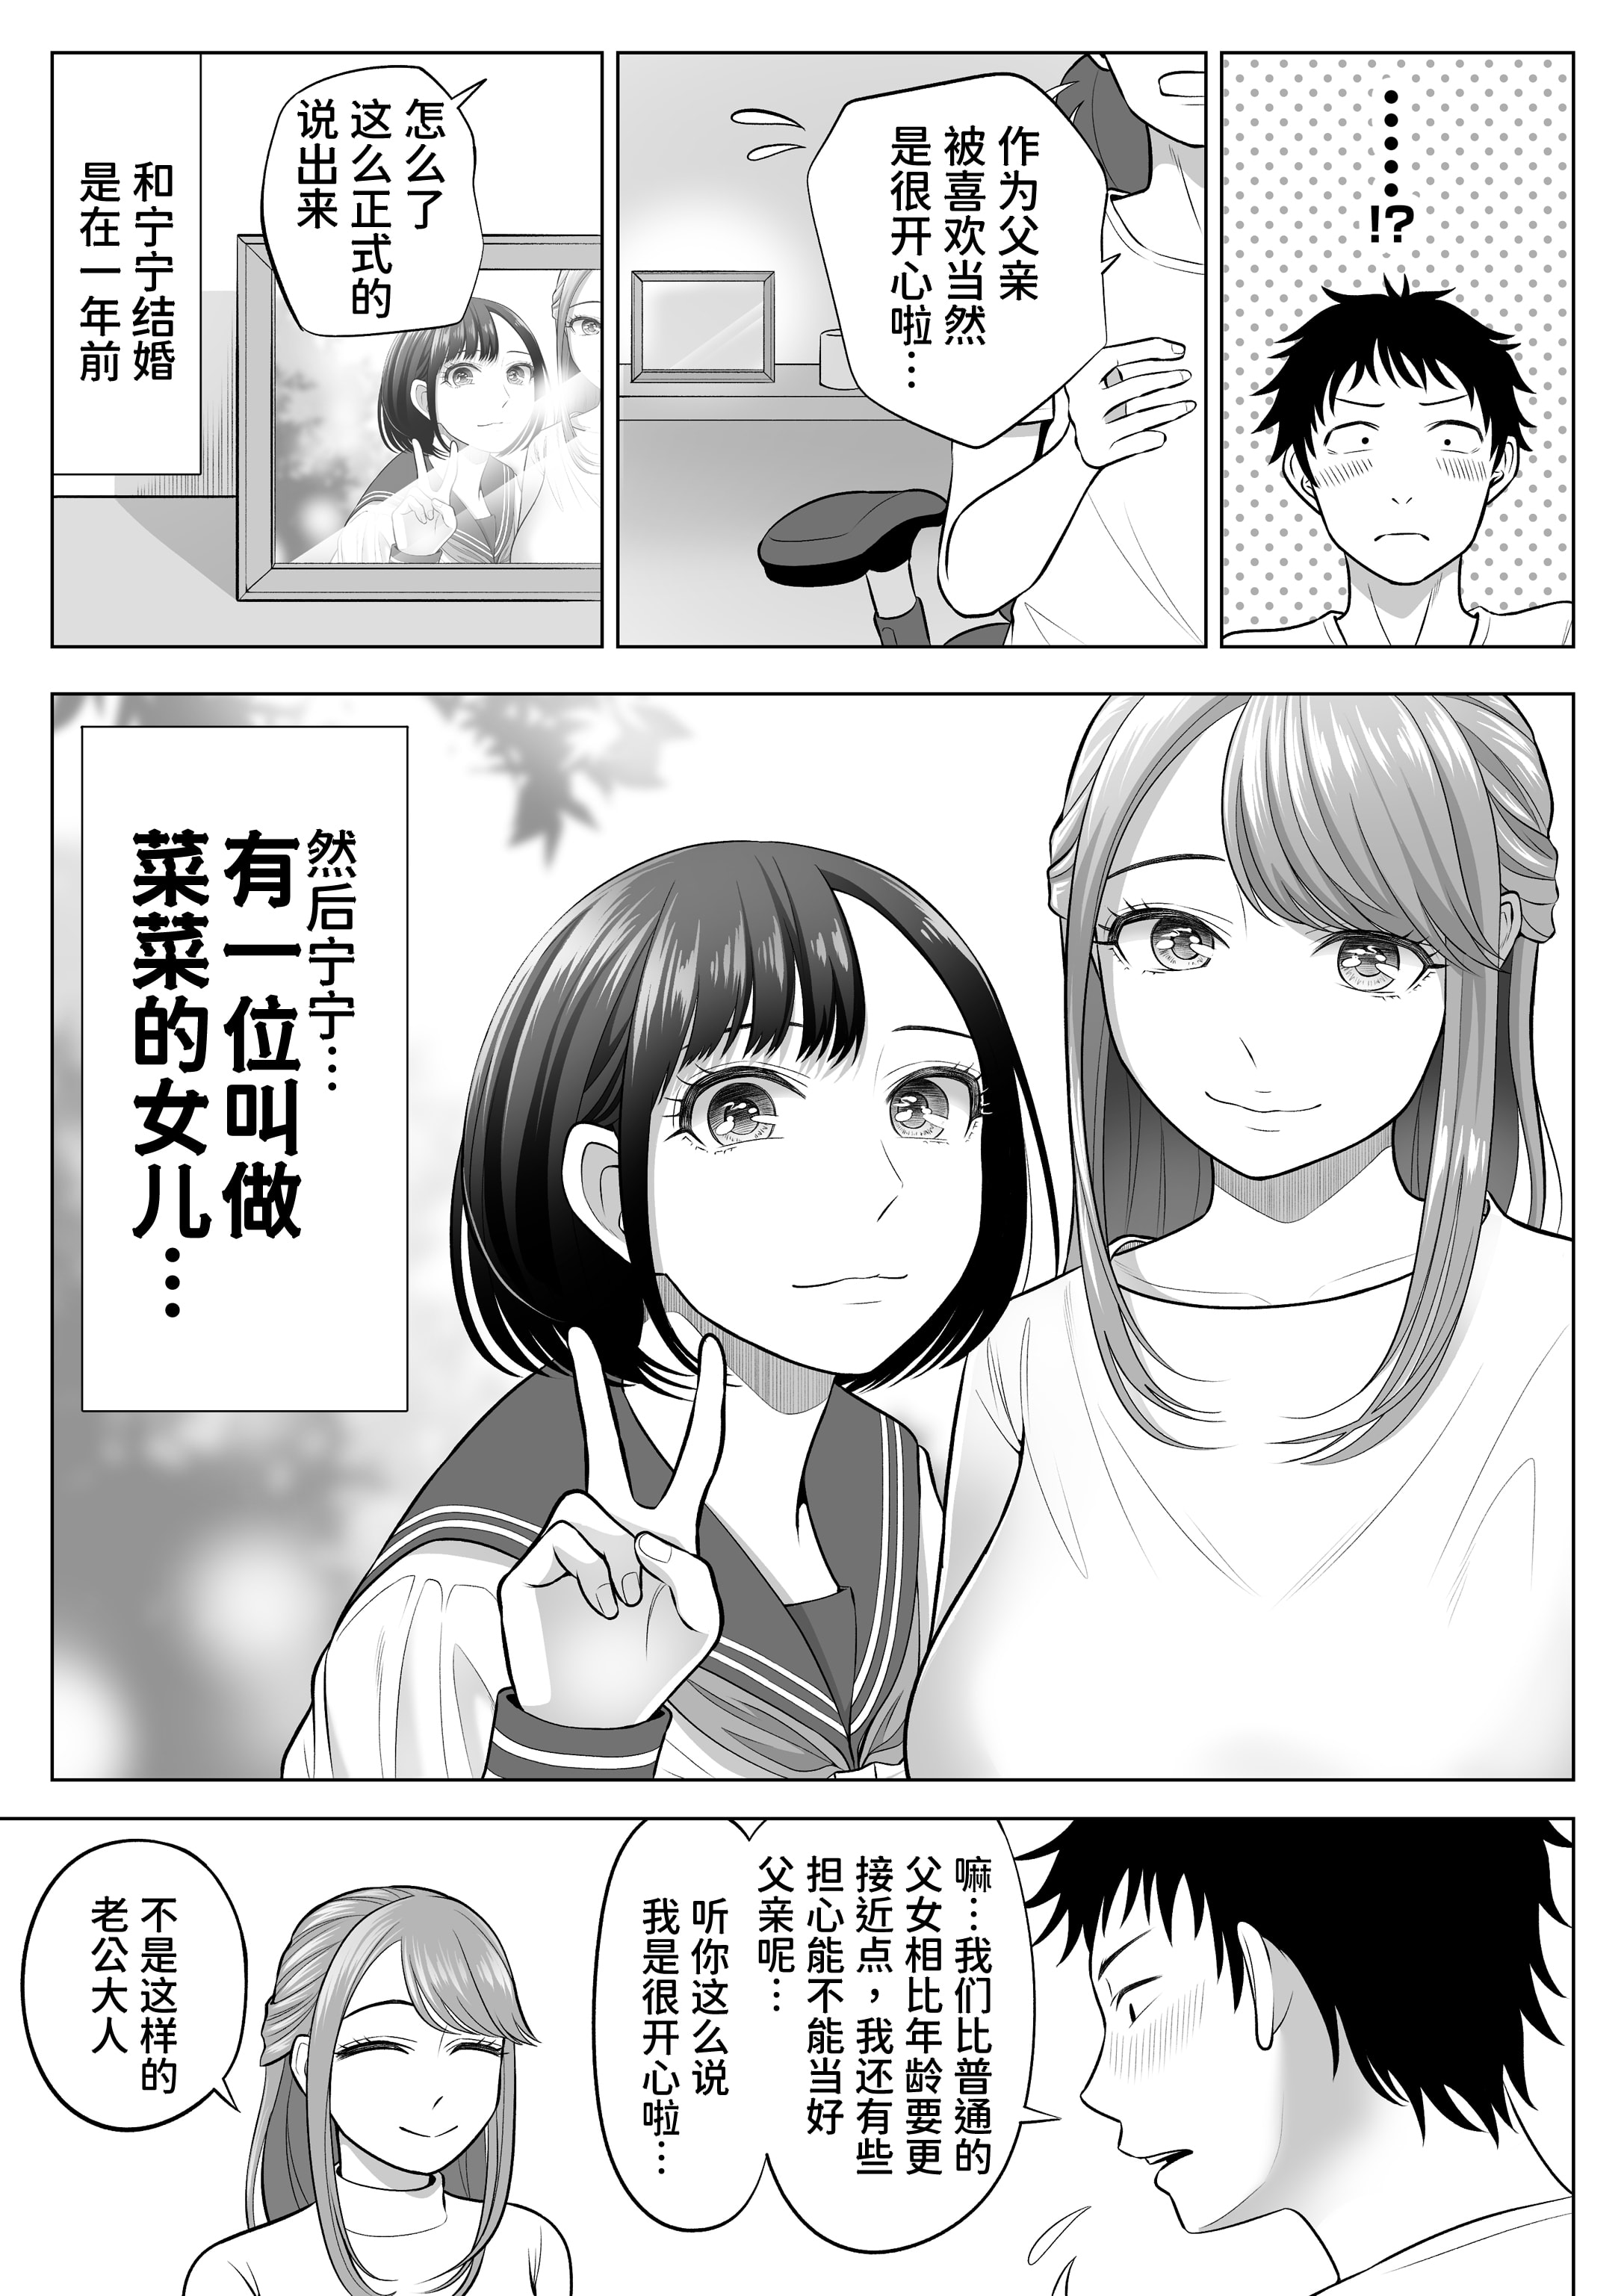 ………!?
作为父亲
被喜欢当然
是很开心啦…
怎么了
这么正式的
说出来
和宁宁结婚
是在一年前
然后宁宁…
有一位叫做
菜菜的女儿…
嘛…我们比普通的
父女相比年龄要更
接近点，我还有些
担心能不能当好
父亲呢…
听你这么说
我是很开心啦…
不是这样的
老公大人